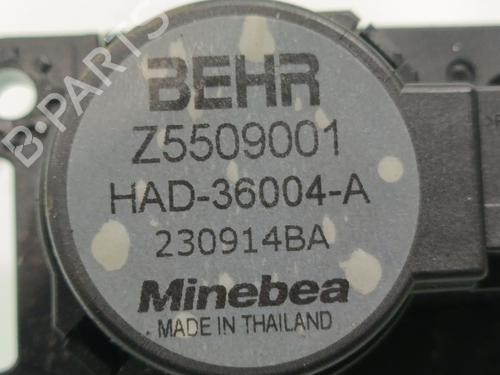 BEHR
Z5509001
HAD-36004-A
230914BA
Minebea
MADE IN THAILAND
B-PARTS